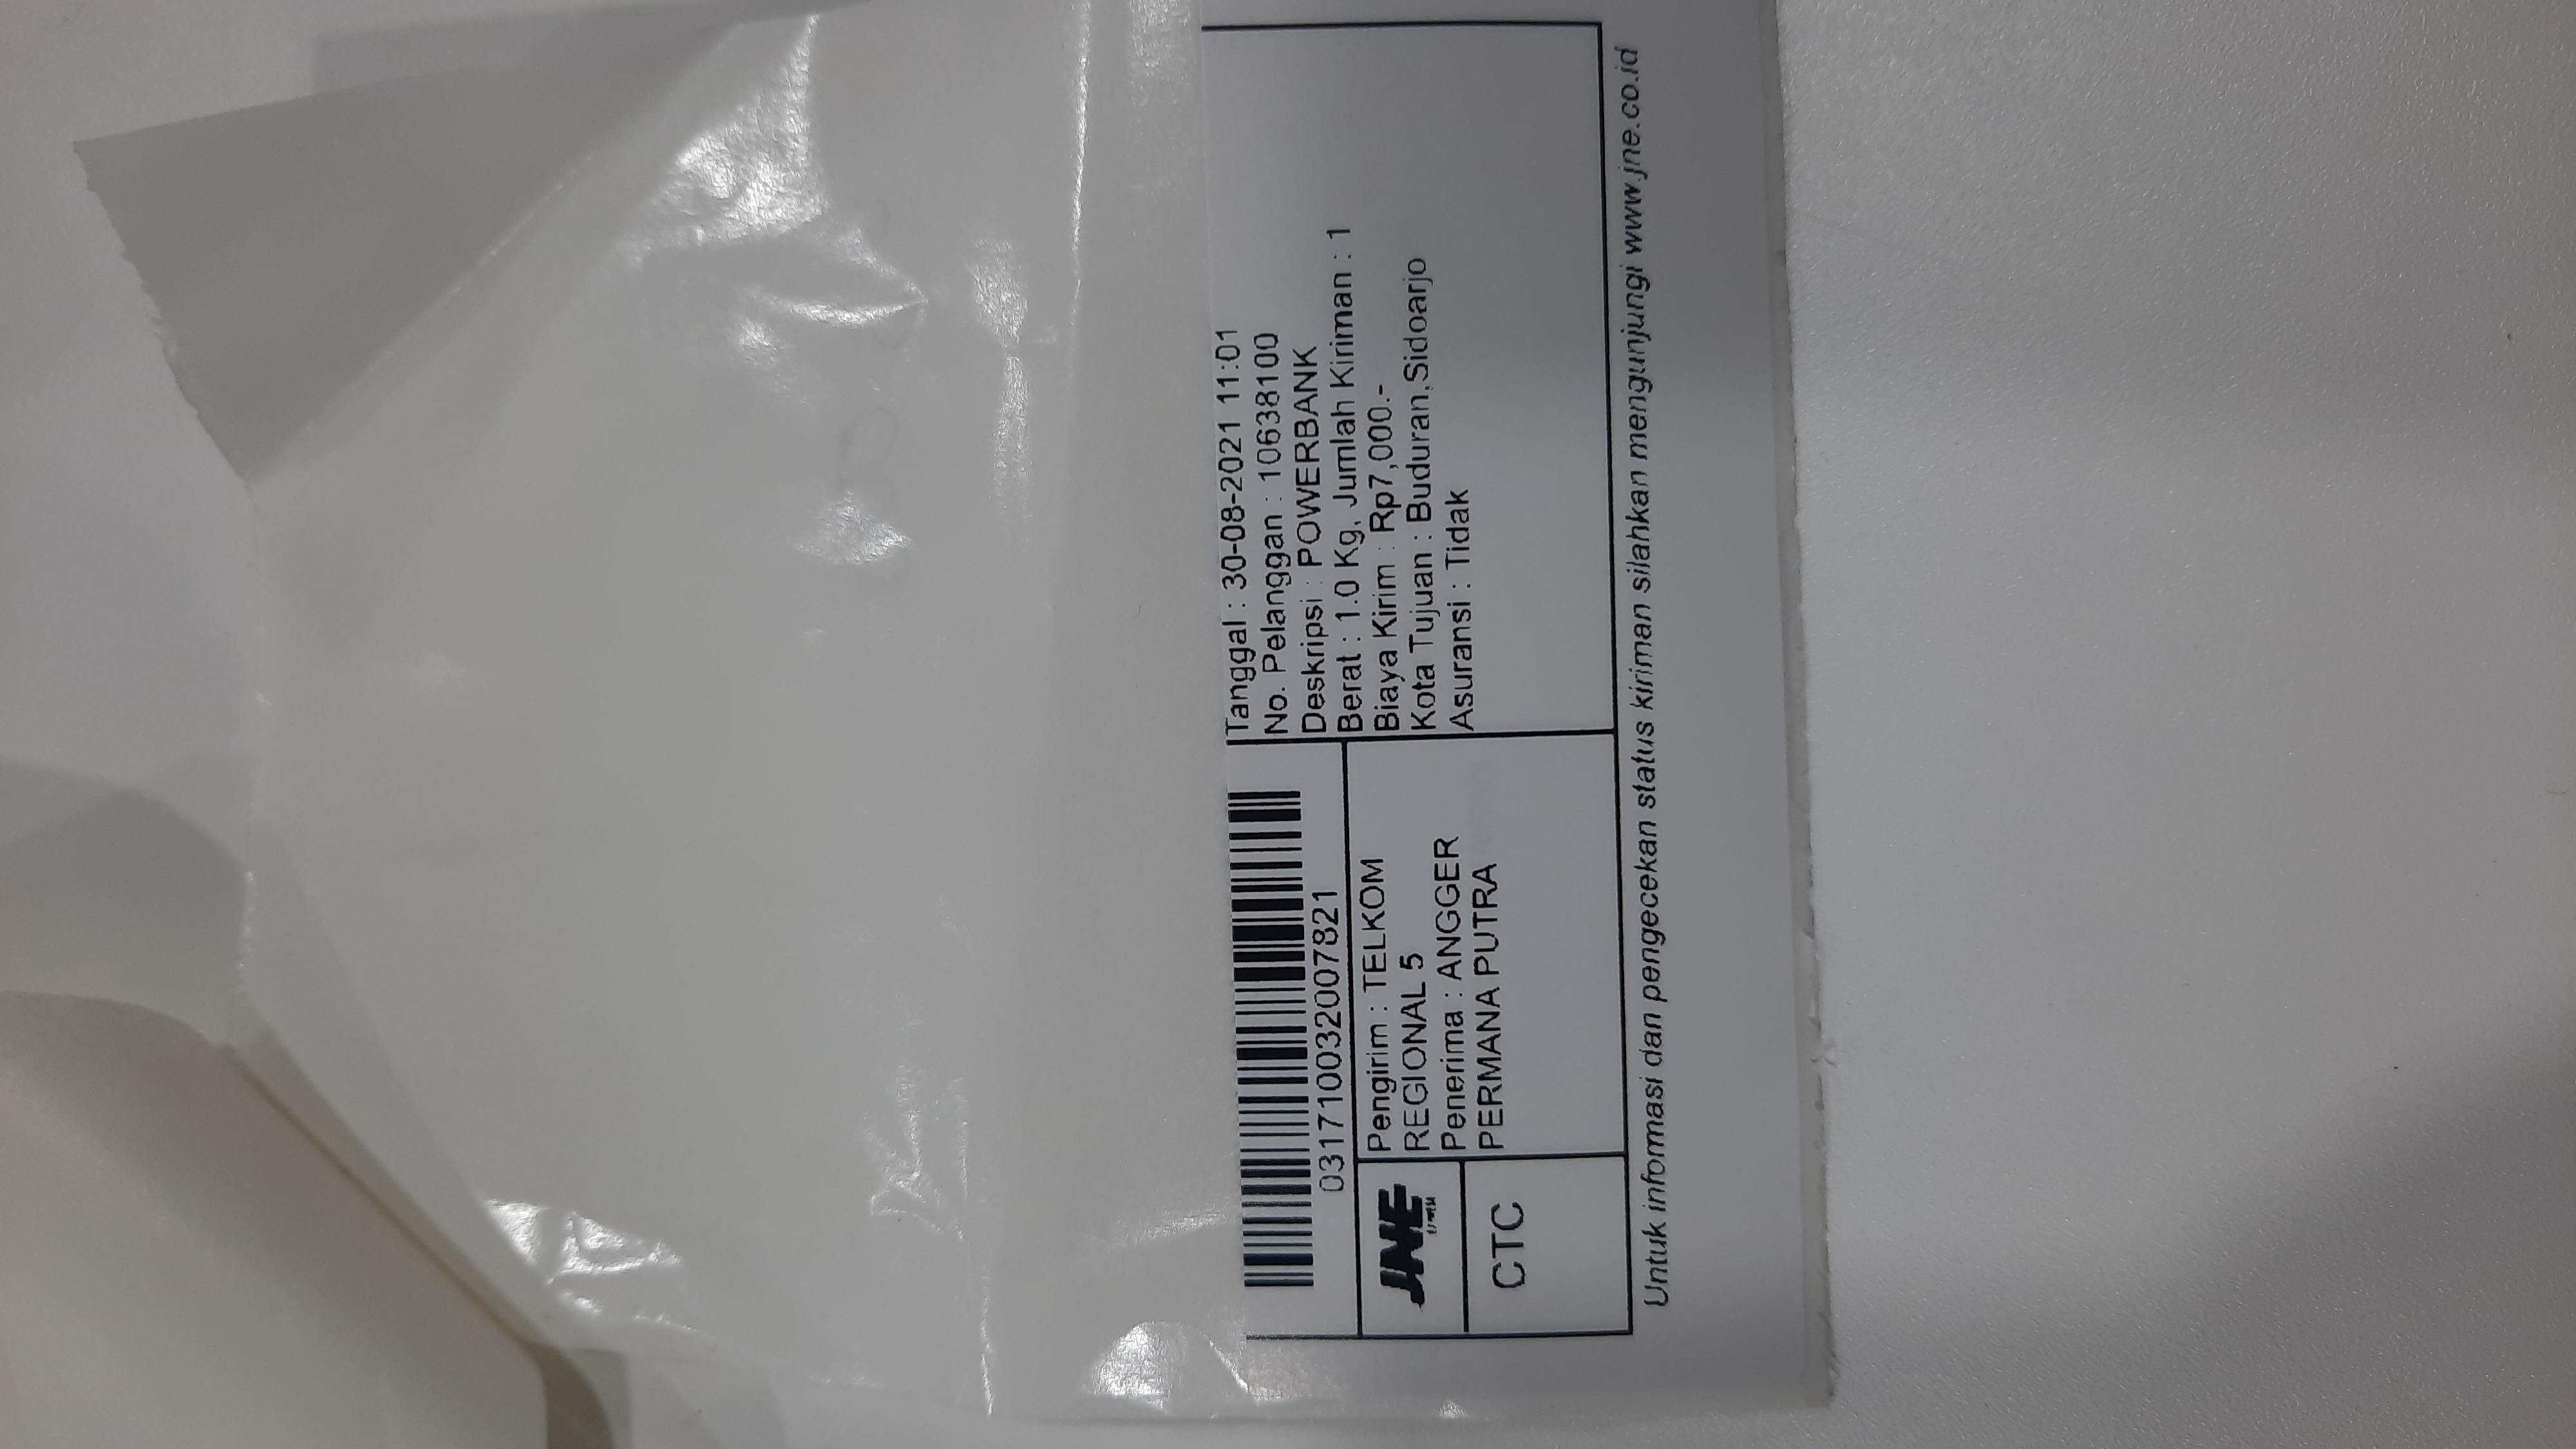 031710032007821
JNE
CTC
Pengirim : TELKOM
REGIONAL 5
Penerima : ANGGER
PERMANA PUTRA
Tanggal : 30-08-2021 11:01
No. Pelanggan : 10638100
Deskripsi : POWERBANK
Berat : 1.0 Kg, Jumlah Kiriman : 1
Biaya Kirim : Rp7,000.-
Kota Tujuan : Buduran,Sidoarjo
Asuransi : Tidak
Untuk informasi dan pengecekan status kiriman silahkan mengunjungi www.jne.co.id